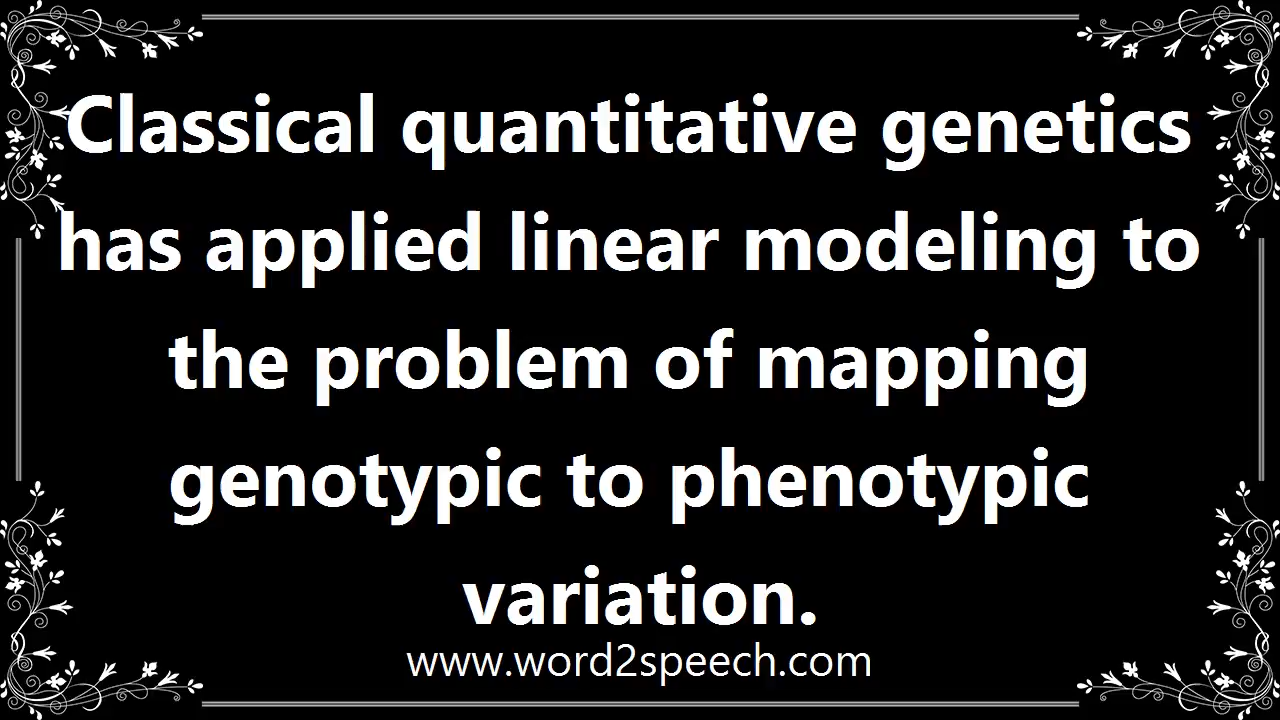 Classical quantitative genetics
has applied linear modeling to
the problem of mapping
genotypic to phenotypic
variation.
www.word2speech.com